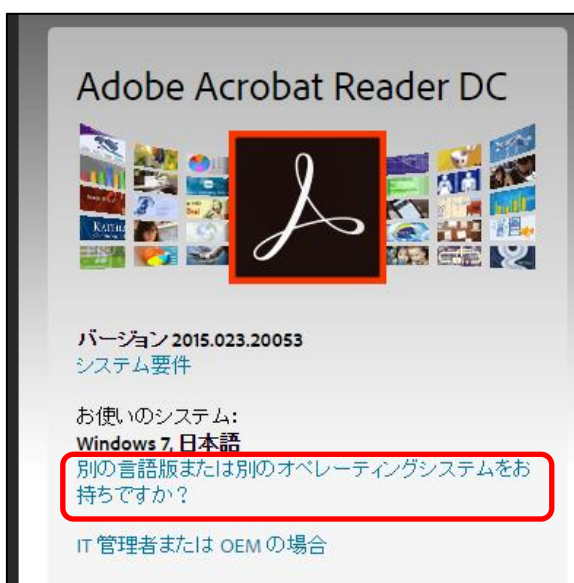 Adobe Acrobat Reader DC
バージョン 2015.023.20053
システム要件
お使いのシステム:
Windows 7, 日本語
別の言語版または別のオペレーティングシステムをお
持ちですか？
IT 管理者または OEM の場合